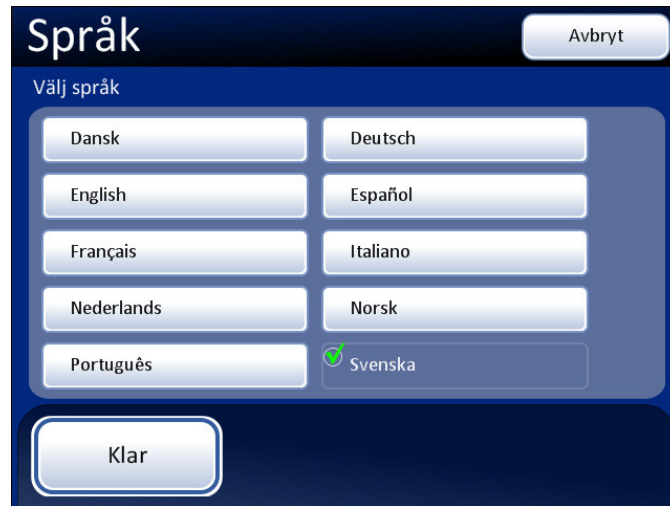 Språk
Avbryt
Välj språk
Dansk
Deutsch
English
Español
Français
Italiano
Nederlands
Norsk
Português
Svenska
Klar